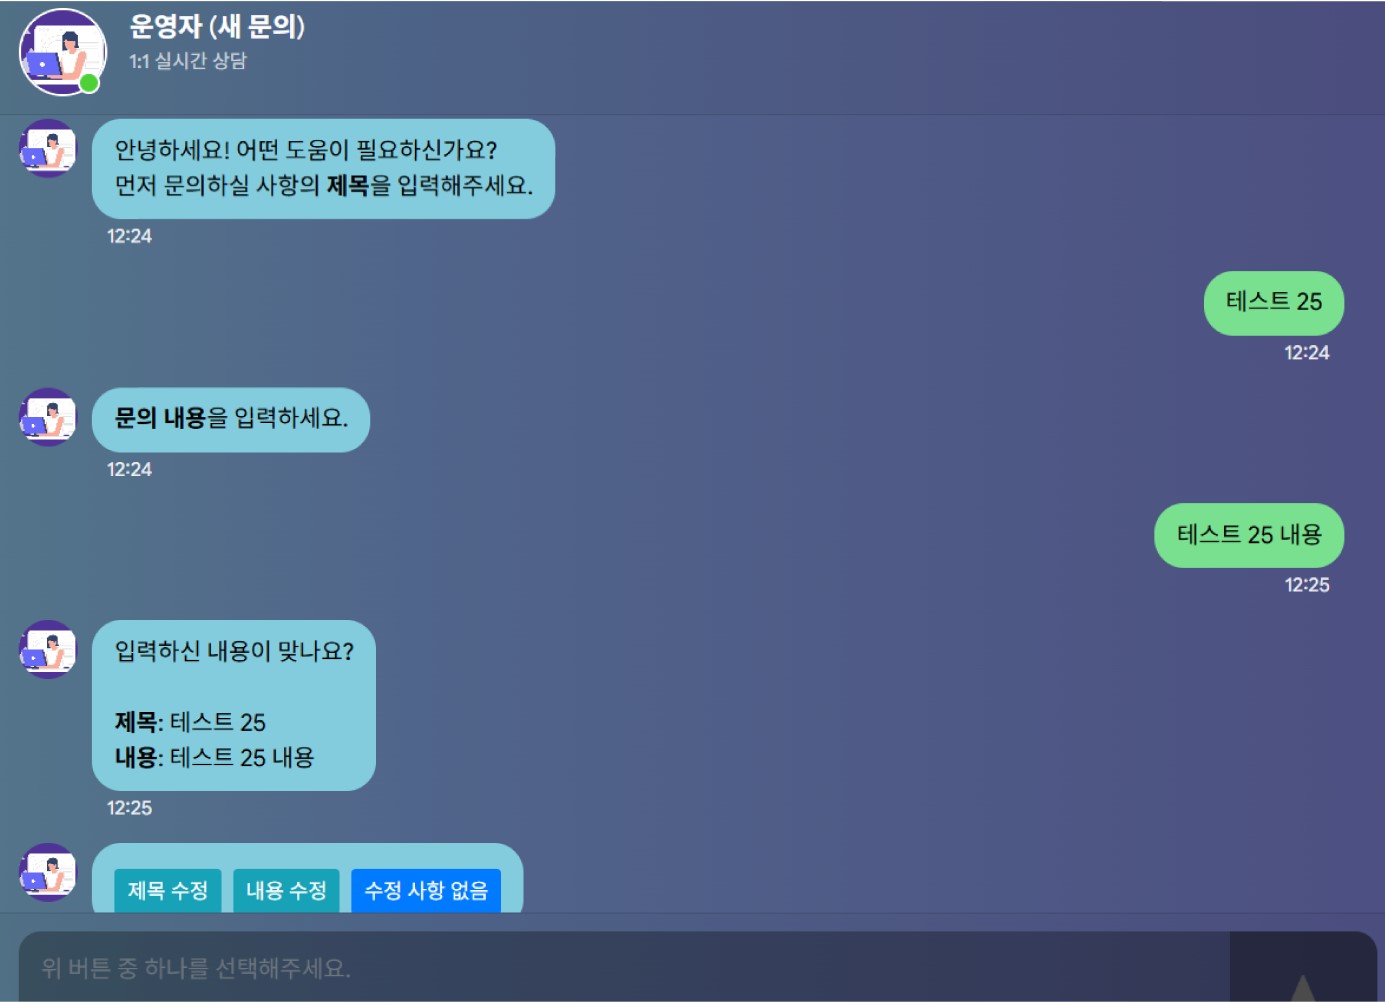 운영자 (새 문의)
1:1 실시간 상담
안녕하세요! 어떤 도움이 필요하신가요?
먼저 문의하실 사항의 제목을 입력해주세요.
12:24
테스트 25
12:24
문의 내용을 입력하세요.
12:24
테스트 25 내용
12:25
입력하신 내용이 맞나요?
제목: 테스트 25
내용: 테스트 25 내용
12:25
제목 수정 내용 수정 수정 사항 없음
위 버튼 중 하나를 선택해주세요.